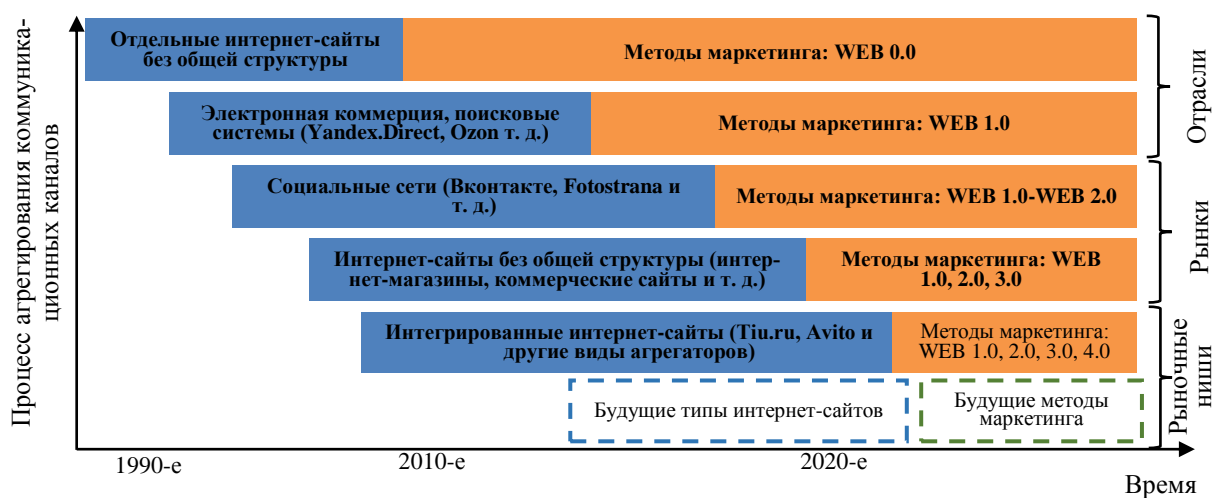 Процесс агрегирования коммуника-
ционных каналов
Отдельные интернет-сайты
без общей структуры
Методы маркетинга: WEB 0.0
Электронная коммерция, поисковые
системы (Yandex.Direct, Ozon т. д.)
Методы маркетинга: WEB 1.0
Отрасли
Социальные сети (Вконтакте, Fotostrana и
т. д.)
Методы маркетинга: WEB 1.0-WEB 2.0
Интернет-сайты без общей структуры (интер-
нет-магазины, коммерческие сайты и т. д.)
Методы маркетинга: WEB
1.0, 2.0, 3.0
Рынки
Интегрированные интернет-сайты (Tiu.ru, Avito и
другие виды агрегаторов)
Методы маркетинга:
WEB 1.0, 2.0, 3.0, 4.0
Будущие типы интернет-сайтов
Будущие методы
маркетинга
Рыночные
ниши
1990-е
2010-е
2020-е
Время